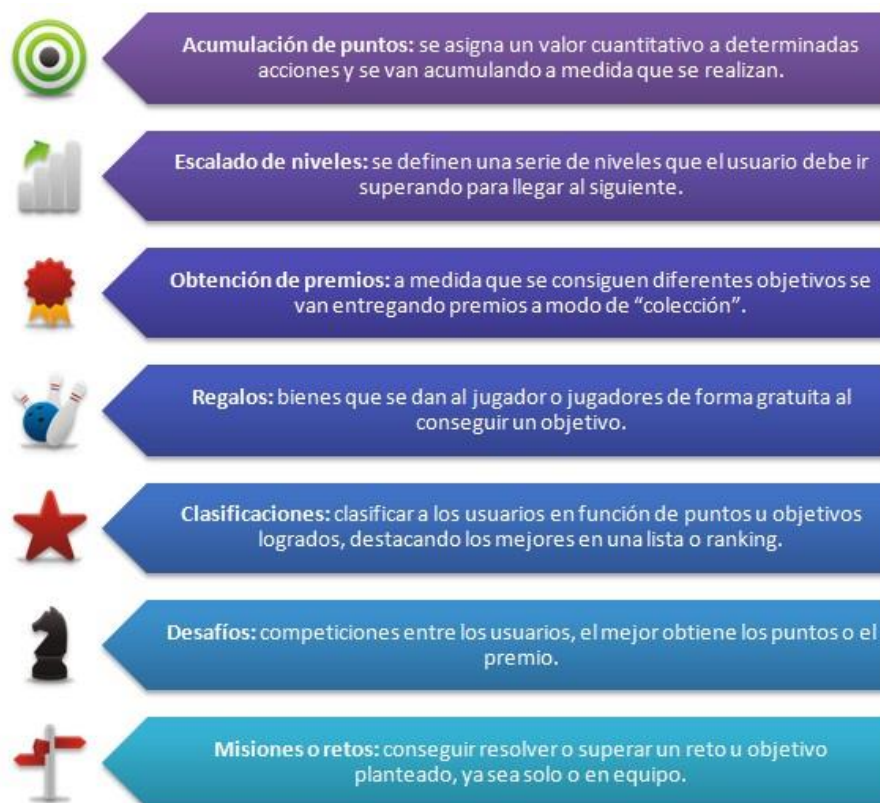 Acumulación de puntos: se asigna un valor cuantitativo a determinadas
acciones y se van acumulando a medida que se realizan.
Escalado de niveles: se definen una serie de niveles que el usuario debe ir
superando para llegar al siguiente.
Obtención de premios: a medida que se consiguen diferentes objetivos se
van entregando premios a modo de “colección”.
Regalos: bienes que se dan al jugador o jugadores de forma gratuita al
conseguir un objetivo.
Clasificaciones: clasificar a los usuarios en función de puntos u objetivos
logrados, destacando los mejores en una lista o ranking.
Desafíos: competiciones entre los usuarios, el mejor obtiene los puntos o el
premio.
Misiones o retos: conseguir resolver o superar un reto u objetivo
planteado, ya sea solo o en equipo.